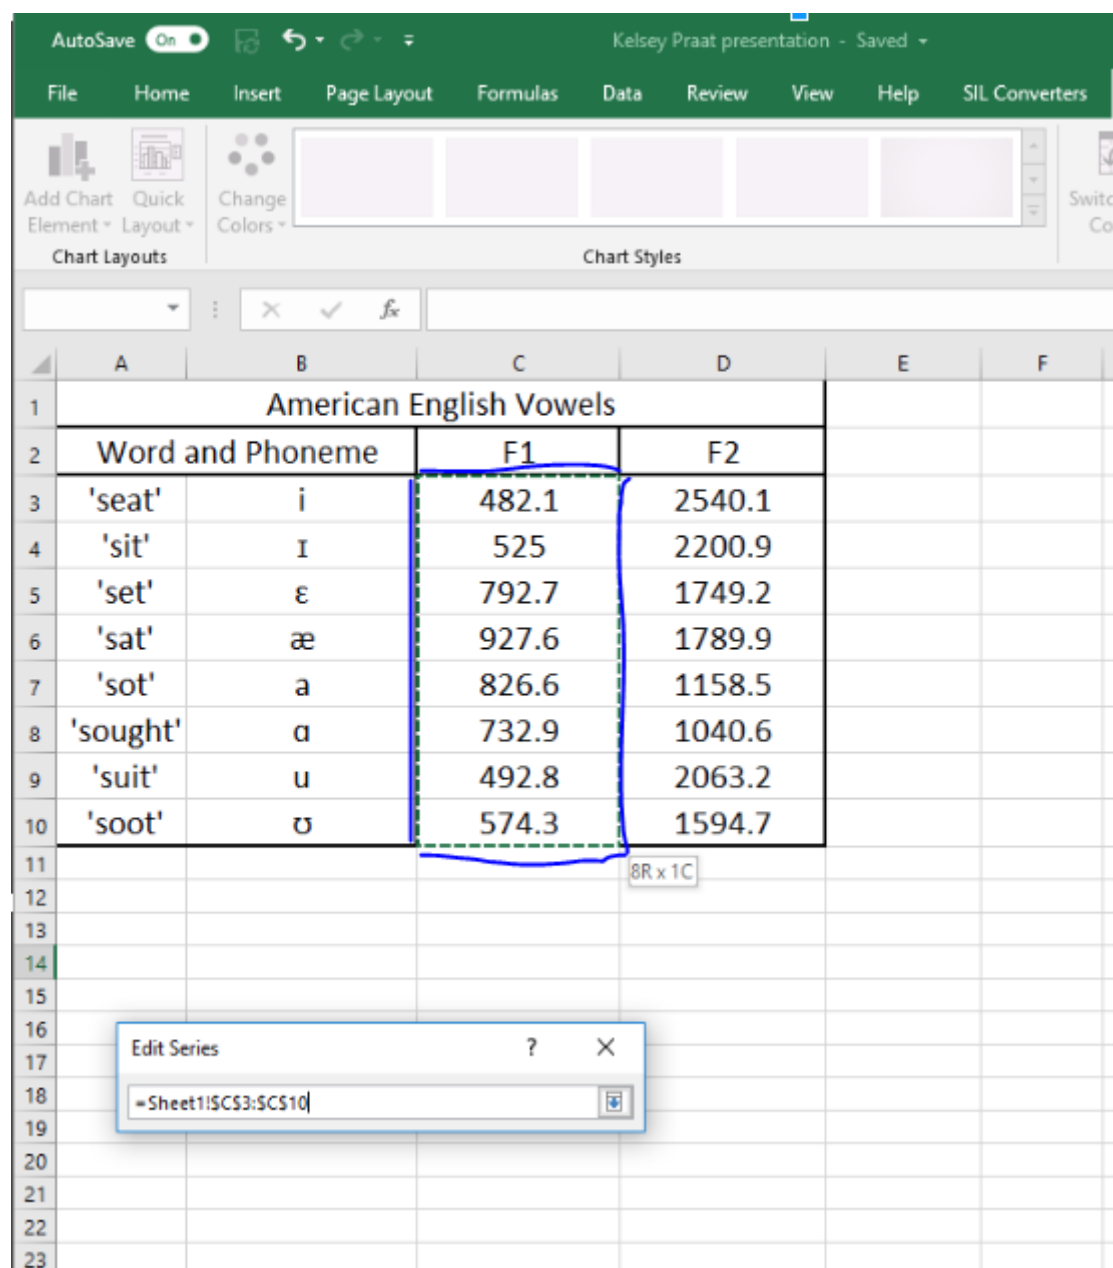 AutoSave On Kelsey Praat presentation - Saved
File Home Insert Page Layout Formulas Data Review View Help SIL Converters
Add Chart Element Quick Layout Change Colors
Chart Layouts Chart Styles
fx
A B C D E F
1 American English Vowels
2 Word and Phoneme F1 F2
3 'seat' i 482.1 2540.1
4 'sit' ɪ 525 2200.9
5 'set' ɛ 792.7 1749.2
6 'sat' æ 927.6 1789.9
7 'sot' a 826.6 1158.5
8 'sought' ɑ 732.9 1040.6
9 'suit' u 492.8 2063.2
10 'soot' ʊ 574.3 1594.7
11 8R x 1C
12
13
14
15
16
Edit Series ? ×
17
18
=Sheet1!$C$3:$C$10
19
20
21
22
23